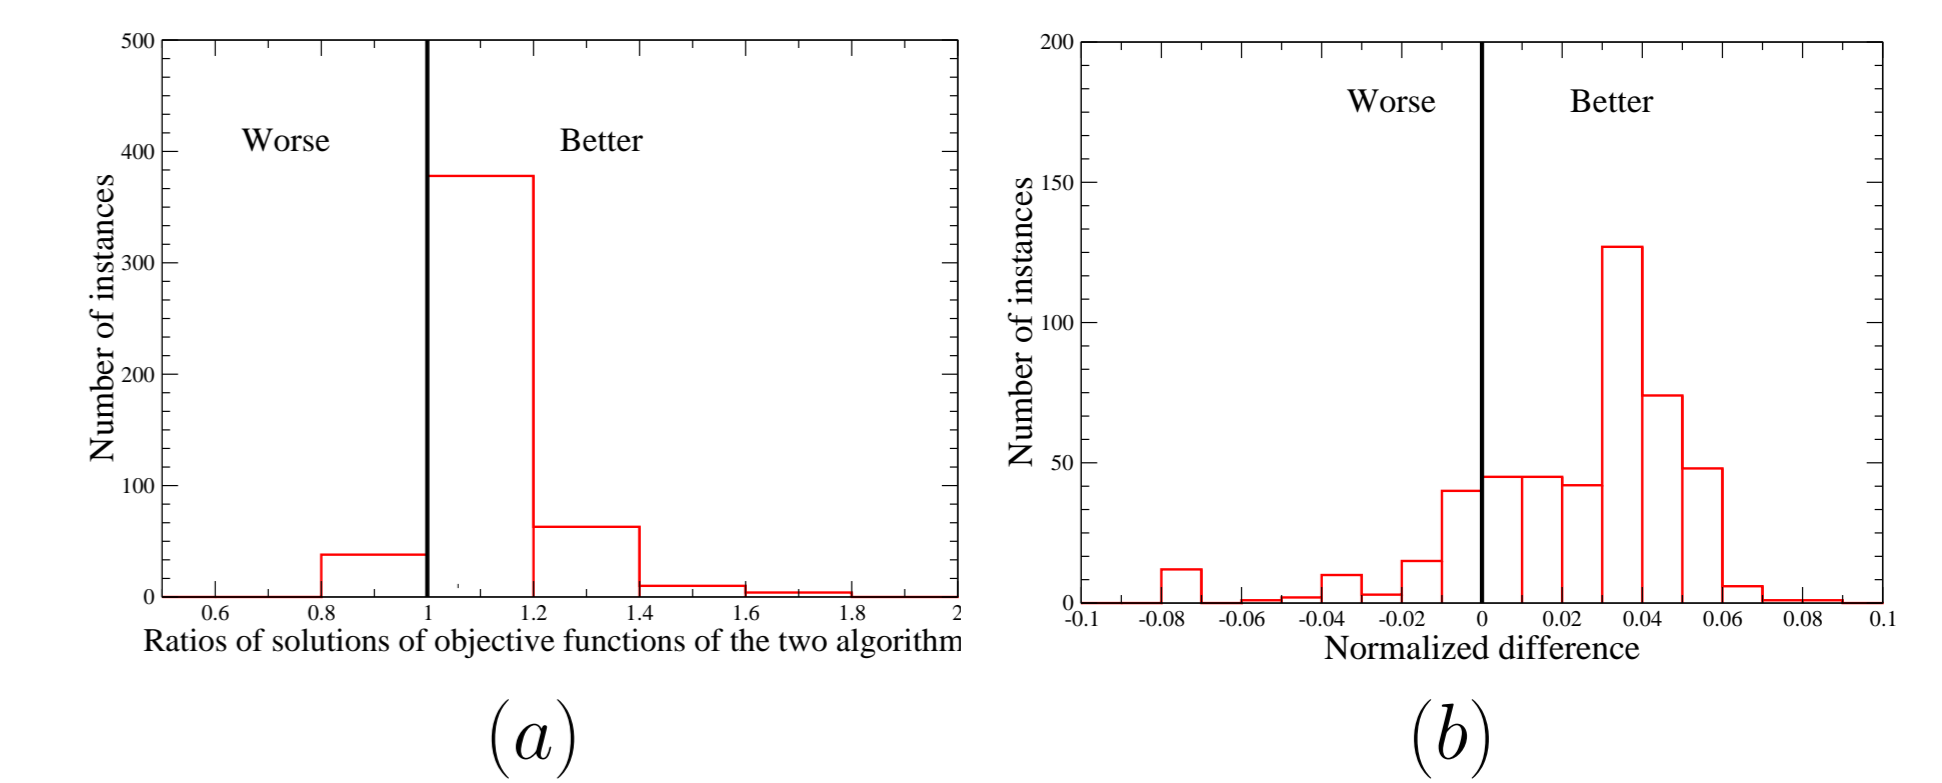 500
400
300
200
100
0
Number of instances
Worse
Better
0.6 0.8 1 1.2 1.4 1.6 1.8 2
Ratios of solutions of objective functions of the two algorithm
(a)
200
150
100
50
0
Number of instances
Worse
Better
-0.1 -0.08 -0.06 -0.04 -0.02 0 0.02 0.04 0.06 0.08 0.1
Normalized difference
(b)